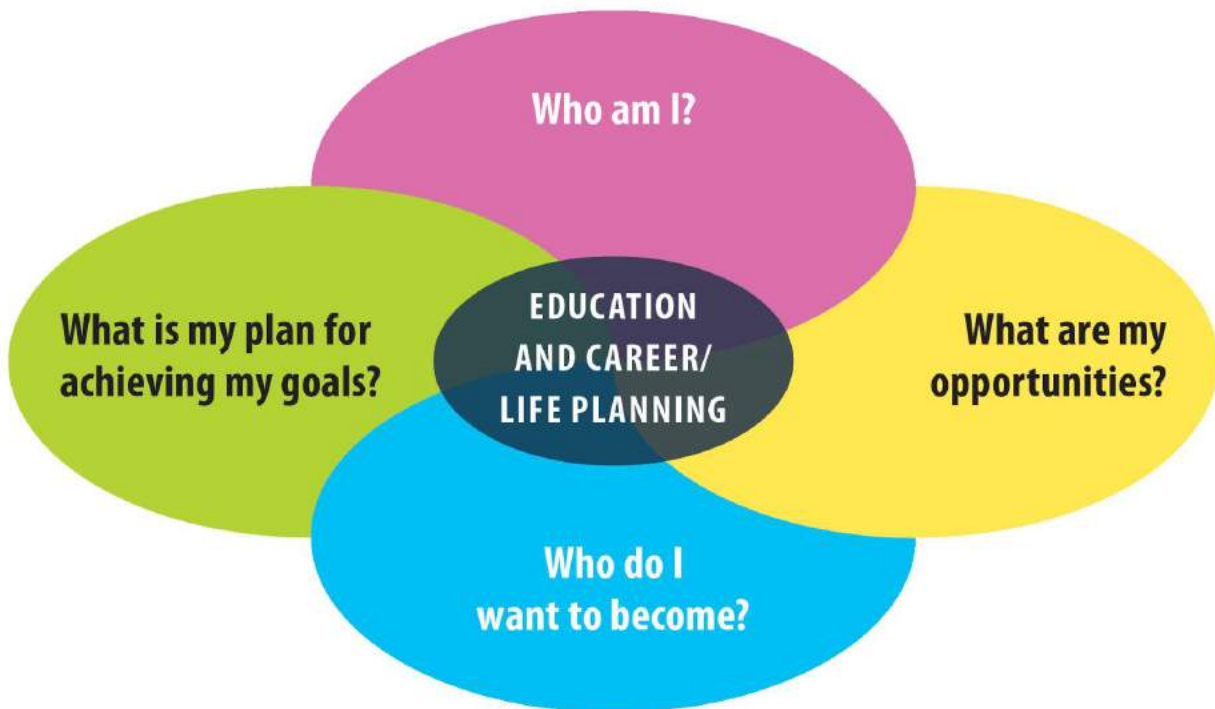 Who am I?
What is my plan for
achieving my goals?
EDUCATION
AND CAREER/
LIFE PLANNING
What are my
opportunities?
Who do I
want to become?